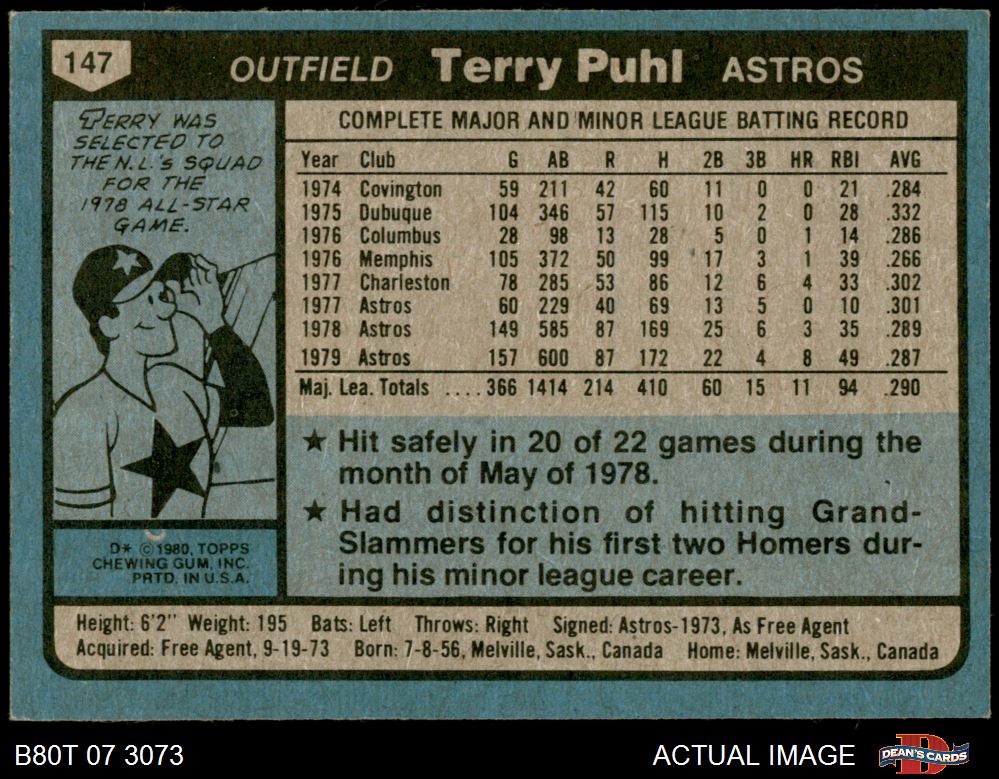 147
OUTFIELD Terry Puhl ASTROS
TERRY WAS
SELECTED TO
THE N.L.'s SQUAD
FOR THE
1978 ALL-STAR
GAME.
D* © 1980, TOPPS
CHEWING GUM, INC.
PRTD. IN U.S.A.
COMPLETE MAJOR AND MINOR LEAGUE BATTING RECORD
Year Club G AB R H 2B 3B HR RBI AVG
1974 Covington 59 211 42 60 11 0 0 21 .284
1975 Dubuque 104 346 57 115 10 2 0 28 .332
1976 Columbus 28 98 13 28 5 0 1 14 .286
1976 Memphis 105 372 50 99 17 3 1 39 .266
1977 Charleston 78 285 53 86 12 6 4 33 .302
1977 Astros 60 229 40 69 13 5 0 10 .301
1978 Astros 149 585 87 169 25 6 3 35 .289
1979 Astros 157 600 87 172 22 4 8 49 .287
Maj. Lea. Totals .... 366 1414 214 410 60 15 11 94 .290
★ Hit safely in 20 of 22 games during the
month of May of 1978.
★ Had distinction of hitting Grand-
Slammers for his first two Homers dur-
ing his minor league career.
Height: 6'2" Weight: 195 Bats: Left Throws: Right Signed: Astros-1973, As Free Agent
Acquired: Free Agent, 9-19-73 Born: 7-8-56, Melville, Sask., Canada Home: Melville, Sask., Canada
B80T 07 3073 ACTUAL IMAGE DEAN'S CARDS